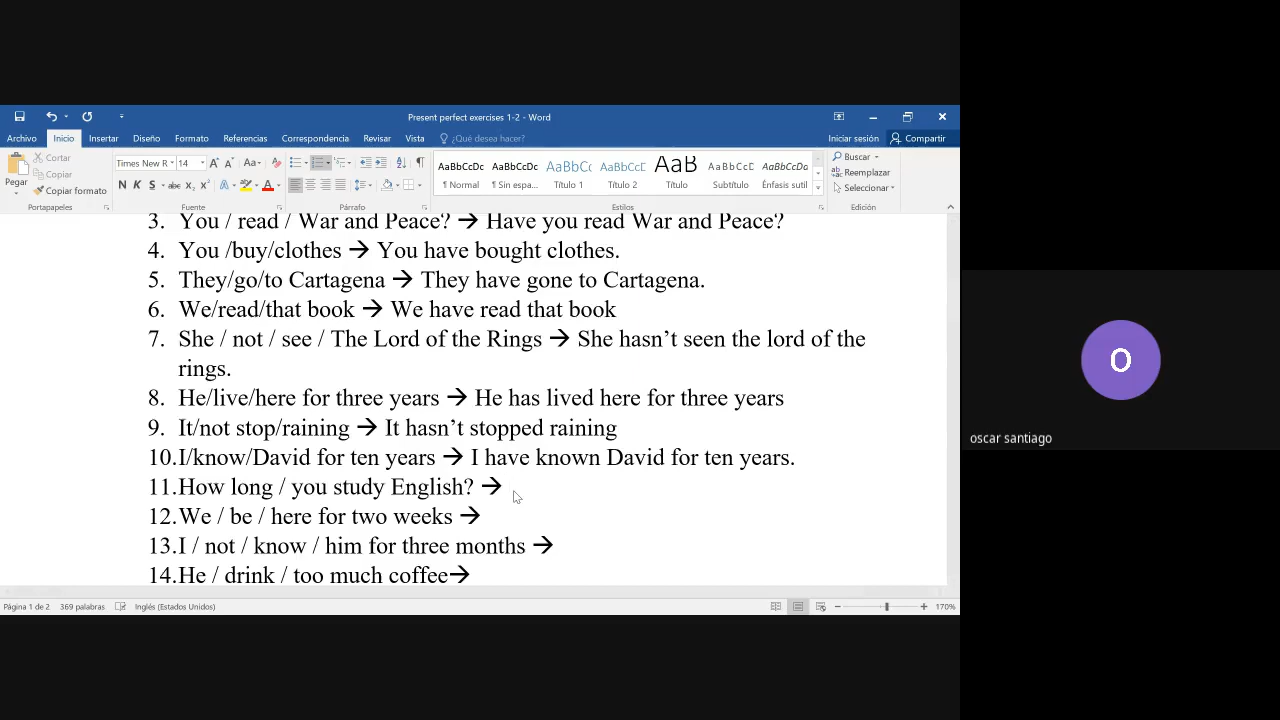 Present perfect exercises 1-2 - Word
Archivo Inicio Insertar Diseño Formato Referencias Correspondencia Revisar Vista ¿Qué desea hacer? Iniciar sesión Compartir
Pegar Cortar Copiar Copiar formato
Portapapeles
Times New R 14 Aa
N K S abc x₂ x² A A
Fuente
Párrafo
AaBbCcDc AaBbCcDc AaBbCc AaBbCcE AaB AaBbCcD AaBbCcDc
¶ Normal ¶ Sin espa... Título 1 Título 2 Título Subtítulo Énfasis sutil
Estilos
Buscar
Reemplazar
Seleccionar
Edición
3. You / read / War and Peace? → Have you read War and Peace?
4. You /buy/clothes → You have bought clothes.
5. They/go/to Cartagena → They have gone to Cartagena.
6. We/read/that book → We have read that book
7. She / not / see / The Lord of the Rings → She hasn’t seen the lord of the
rings.
8. He/live/here for three years → He has lived here for three years
9. It/not stop/raining → It hasn’t stopped raining
10.I/know/David for ten years → I have known David for ten years.
11.How long / you study English? →
12.We / be / here for two weeks →
13.I / not / know / him for three months →
14.He / drink / too much coffee→
Página 1 de 2 369 palabras Inglés (Estados Unidos) 170%
O
oscar santiago